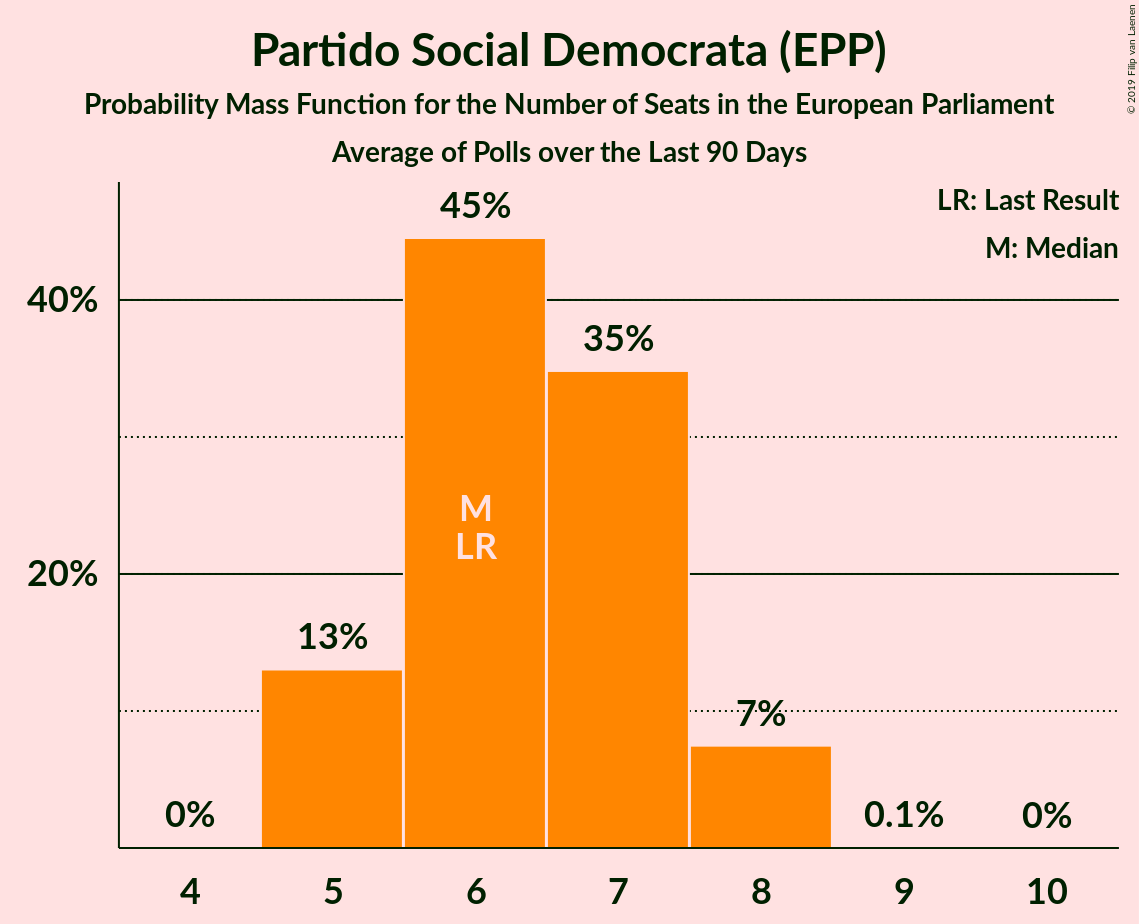 Partido Social Democrata (EPP)
Probability Mass Function for the Number of Seats in the European Parliament
Average of Polls over the Last 90 Days
© 2019 Filip van Laenen
LR: Last Result
M: Median
45%
40%
35%
M
LR
20%
13%
7%
0%
0.1%
0%
4 5 6 7 8 9 10